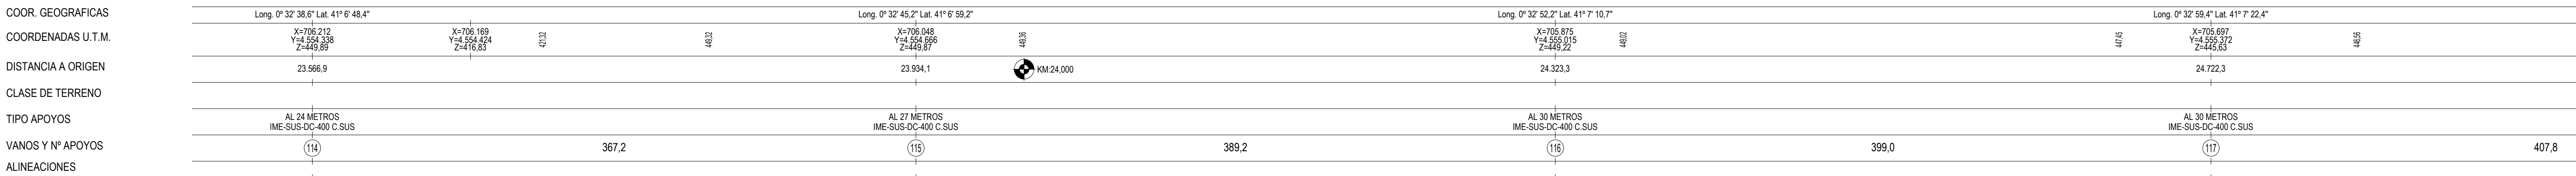 COOR. GEOGRAFICAS
Long. 0º 32' 38,6" Lat. 41º 6' 48,4"
Long. 0º 32' 45,2" Lat. 41º 6' 59,2"
Long. 0º 32' 52,2" Lat. 41º 7' 10,7"
Long. 0º 32' 59,4" Lat. 41º 7' 22,4"
COORDENADAS U.T.M.
X=706.212
Y=4.554.338
Z=449,89
X=706.169
Y=4.554.424
Z=416,83
421,32
449,32
X=706.048
Y=4.554.666
Z=449,87
449,36
X=705.875
Y=4.555.015
Z=449,22
449,02
447,45
X=705.697
Y=4.555.372
Z=445,63
446,56
DISTANCIA A ORIGEN
23.566,9
23.934,1
KM:24,000
24.323,3
24.722,3
CLASE DE TERRENO
TIPO APOYOS
AL 24 METROS
IME-SUS-DC-400 C.SUS
AL 27 METROS
IME-SUS-DC-400 C.SUS
AL 30 METROS
IME-SUS-DC-400 C.SUS
AL 30 METROS
IME-SUS-DC-400 C.SUS
VANOS Y Nº APOYOS
114
367,2
115
389,2
116
399,0
117
407,8
ALINEACIONES